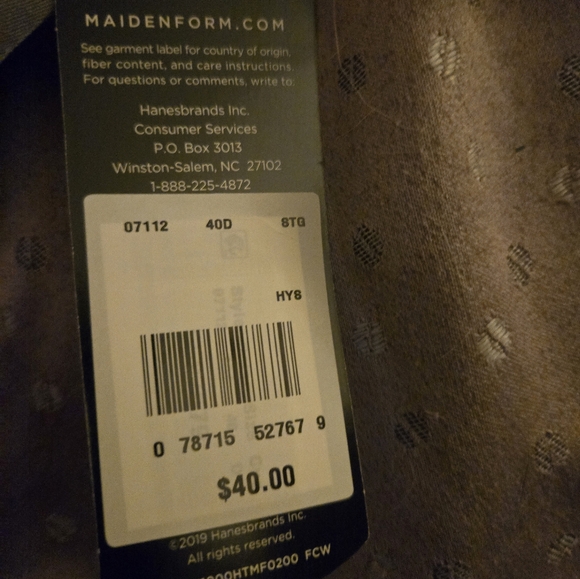 MAIDENFORM.COM
See garment label for country of origin,
fiber content, and care instructions.
For questions or comments, write to:
Hanesbrands Inc.
Consumer Services
P.O. Box 3013
Winston-Salem, NC 27102
1-888-225-4872
07112 40D 8TG
HY8
0 78715 52767 9
$40.00
©2019 Hanesbrands Inc.
All rights reserved.
FCW